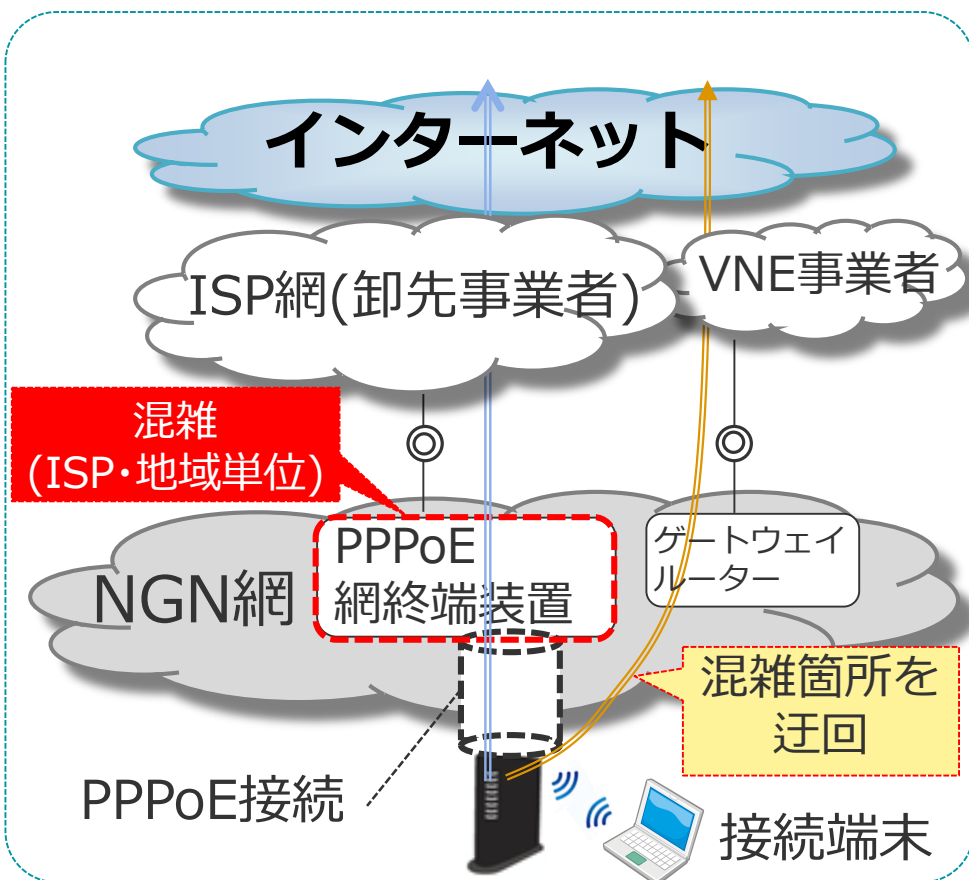 インターネット
ISP網(卸先事業者)
VNE事業者
混雑
(ISP･地域単位)
PPPoE
網終端装置
ゲートウェイ
ルーター
NGN網
混雑箇所を
迂回
PPPoE接続
接続端末